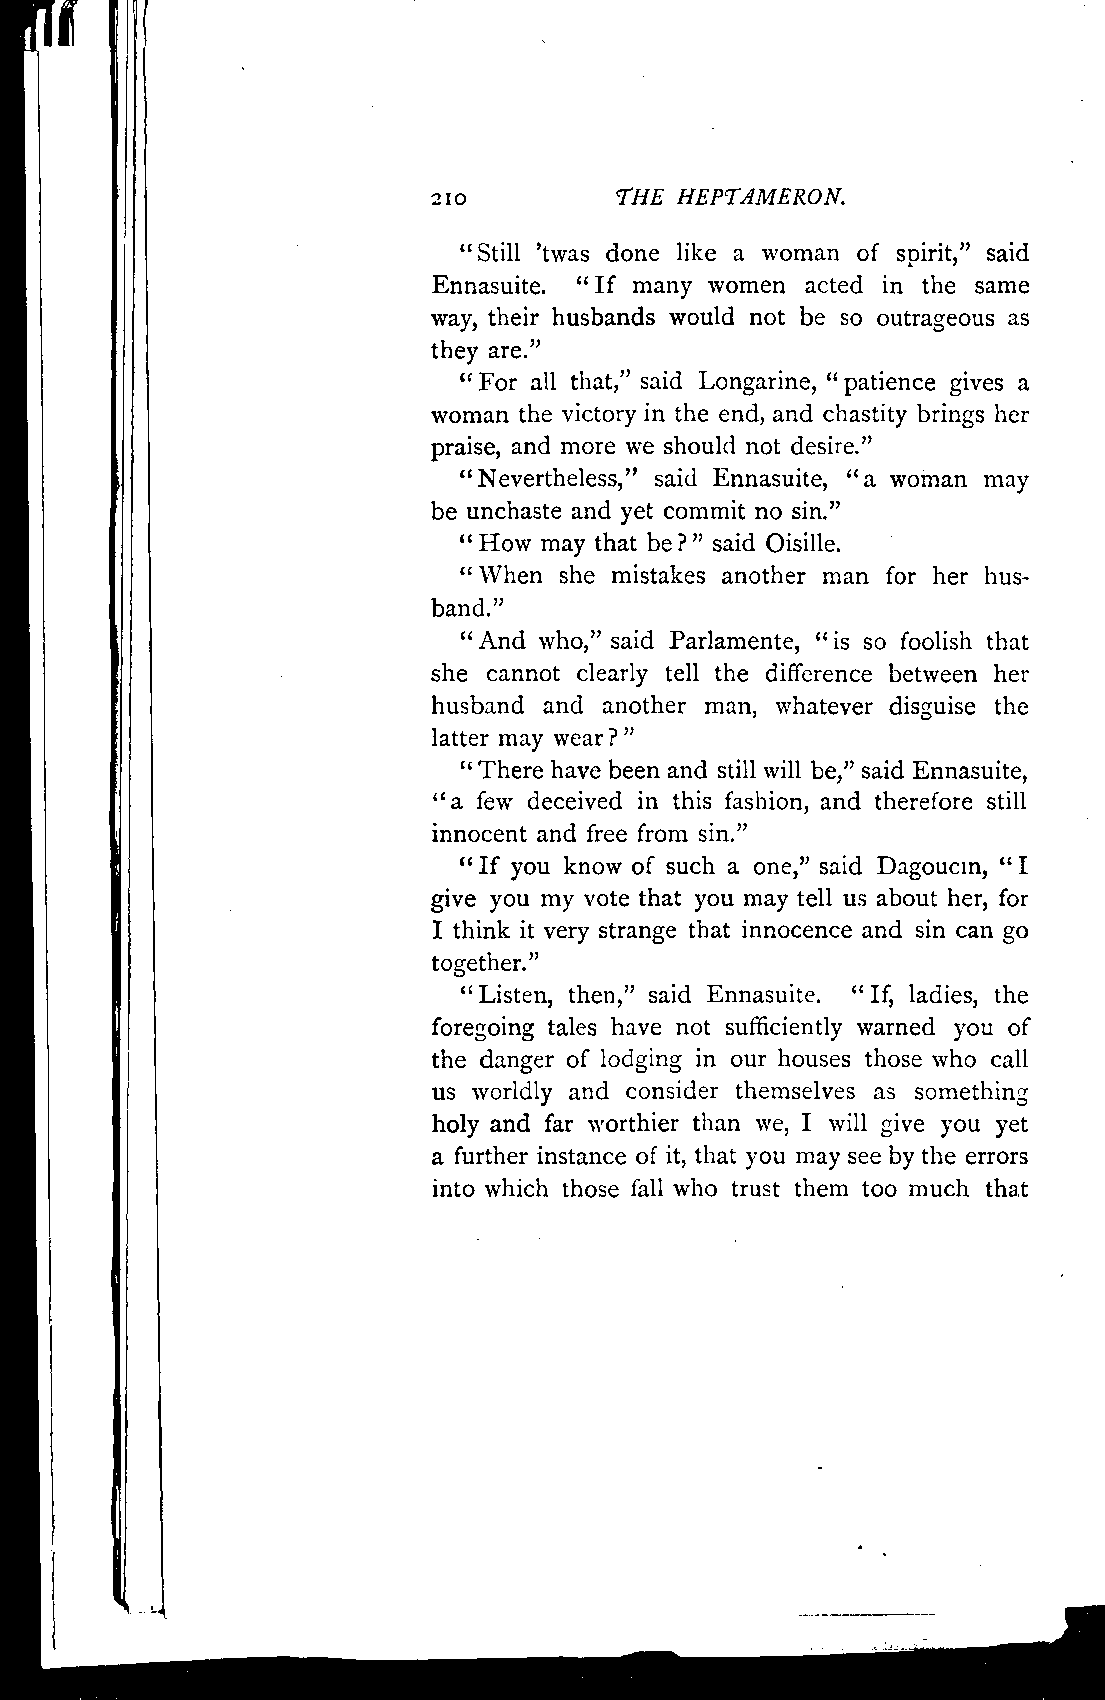 210 THE HEPTAMERON.
“Still ’twas done like a woman of spirit,” said
Ennasuite. “If many women acted in the same
way, their husbands would not be so outrageous as
they are.”
“For all that,” said Longarine, “patience gives a
woman the victory in the end, and chastity brings her
praise, and more we should not desire.”
“Nevertheless,” said Ennasuite, “a woman may
be unchaste and yet commit no sin.”
“How may that be?” said Oisille.
“When she mistakes another man for her hus-
band.”
“And who,” said Parlamente, “is so foolish that
she cannot clearly tell the difference between her
husband and another man, whatever disguise the
latter may wear?”
“There have been and still will be,” said Ennasuite,
“a few deceived in this fashion, and therefore still
innocent and free from sin.”
“If you know of such a one,” said Dagoucin, “I
give you my vote that you may tell us about her, for
I think it very strange that innocence and sin can go
together.”
“Listen, then,” said Ennasuite. “If, ladies, the
foregoing tales have not sufficiently warned you of
the danger of lodging in our houses those who call
us worldly and consider themselves as something
holy and far worthier than we, I will give you yet
a further instance of it, that you may see by the errors
into which those fall who trust them too much that